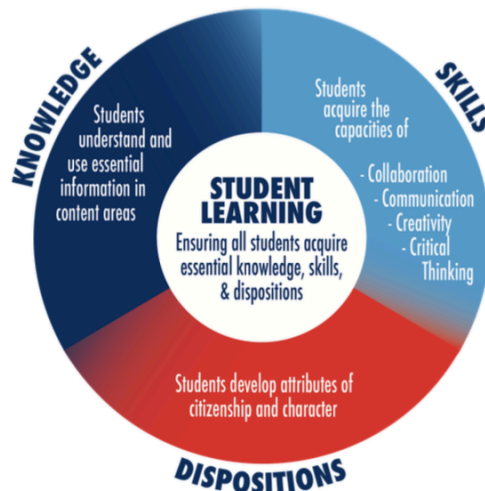 KNOWLEDGE
Students
understand and
use essential
information in
content areas
SKILLS
Students
acquire the
capacities of
- Collaboration
- Communication
- Creativity
- Critical
Thinking
STUDENT
LEARNING
Ensuring all students acquire
essential knowledge, skills,
& dispositions
Students develop attributes of
citizenship and character
DISPOSITIONS